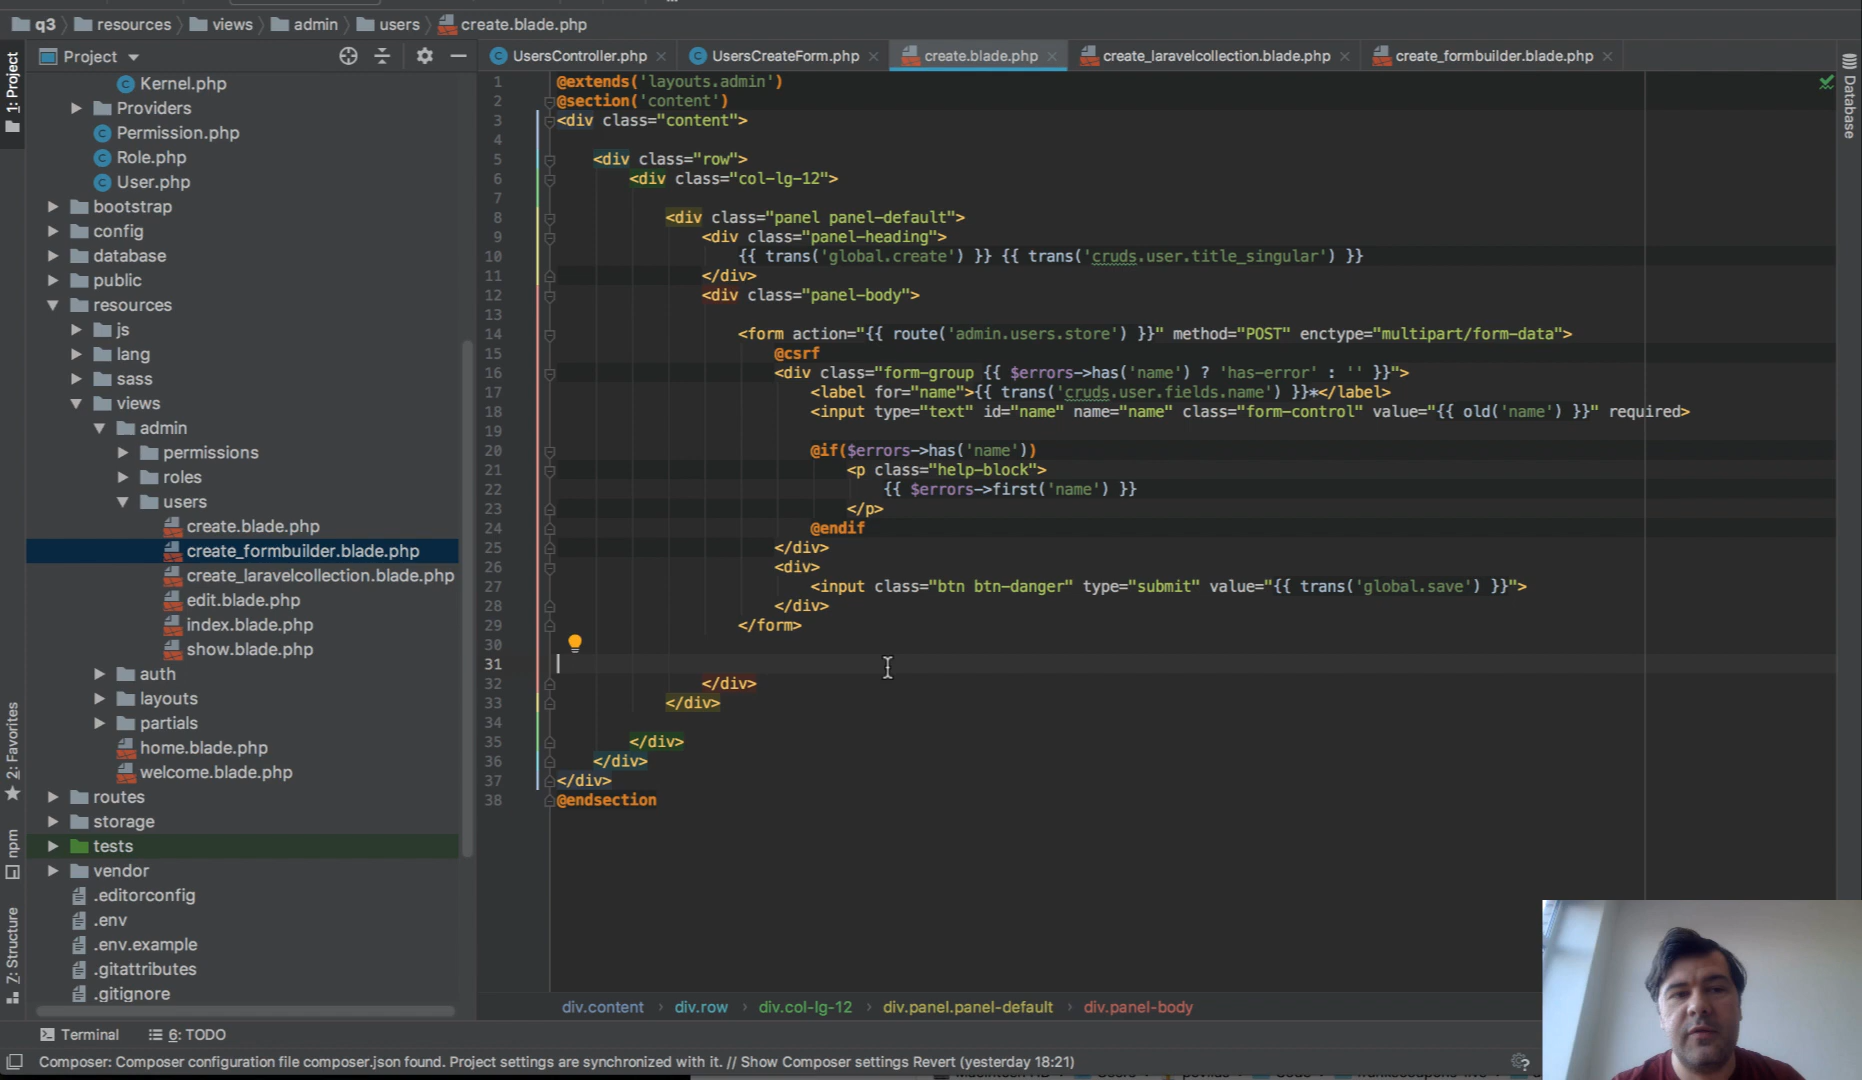 q3 resources views admin users create.blade.php
Project
UsersController.php UsersCreateForm.php create.blade.php create_laravelcollection.blade.php create_formbuilder.blade.php
1: Project
2: Favorites
npm
Z: Structure
Database
Kernel.php
Providers
Permission.php
Role.php
User.php
bootstrap
config
database
public
resources
js
lang
sass
views
admin
permissions
roles
users
create.blade.php
create_formbuilder.blade.php
create_laravelcollection.blade.php
edit.blade.php
index.blade.php
show.blade.php
auth
layouts
partials
home.blade.php
welcome.blade.php
routes
storage
tests
vendor
.editorconfig
.env
.env.example
.gitattributes
.gitignore
1 @extends('layouts.admin')
2 @section('content')
3 <div class="content">
4
5 <div class="row">
6 <div class="col-lg-12">
7
8 <div class="panel panel-default">
9 <div class="panel-heading">
10 {{ trans('global.create') }} {{ trans('cruds.user.title_singular') }}
11 </div>
12 <div class="panel-body">
13
14 <form action="{{ route('admin.users.store') }}" method="POST" enctype="multipart/form-data">
15 @csrf
16 <div class="form-group {{ $errors->has('name') ? 'has-error' : '' }}">
17 <label for="name">{{ trans('cruds.user.fields.name') }}*</label>
18 <input type="text" id="name" name="name" class="form-control" value="{{ old('name') }}" required>
19
20 @if($errors->has('name'))
21 <p class="help-block">
22 {{ $errors->first('name') }}
23 </p>
24 @endif
25 </div>
26 <div>
27 <input class="btn btn-danger" type="submit" value="{{ trans('global.save') }}">
28 </div>
29 </form>
30
31
32 </div>
33 </div>
34
35 </div>
36 </div>
37 </div>
38 @endsection
div.content › div.row › div.col-lg-12 › div.panel.panel-default › div.panel-body
Terminal 6: TODO
Composer: Composer configuration file composer.json found. Project settings are synchronized with it. // Show Composer settings Revert (yesterday 18:21)